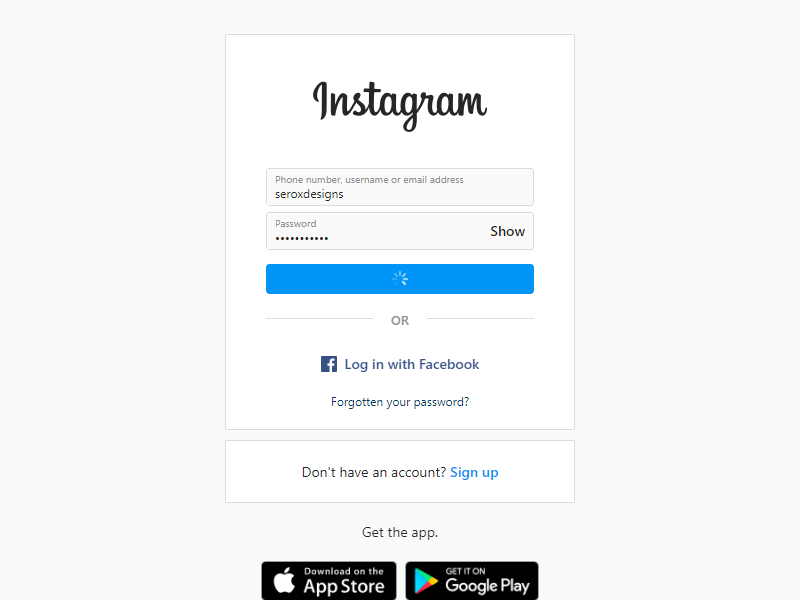 Instagram
Phone number, username or email address
seroxdesigns
Password
••••••••••• Show
OR
Log in with Facebook
Forgotten your password?
Don't have an account? Sign up
Get the app.
Download on the
App Store
GET IT ON
Google Play